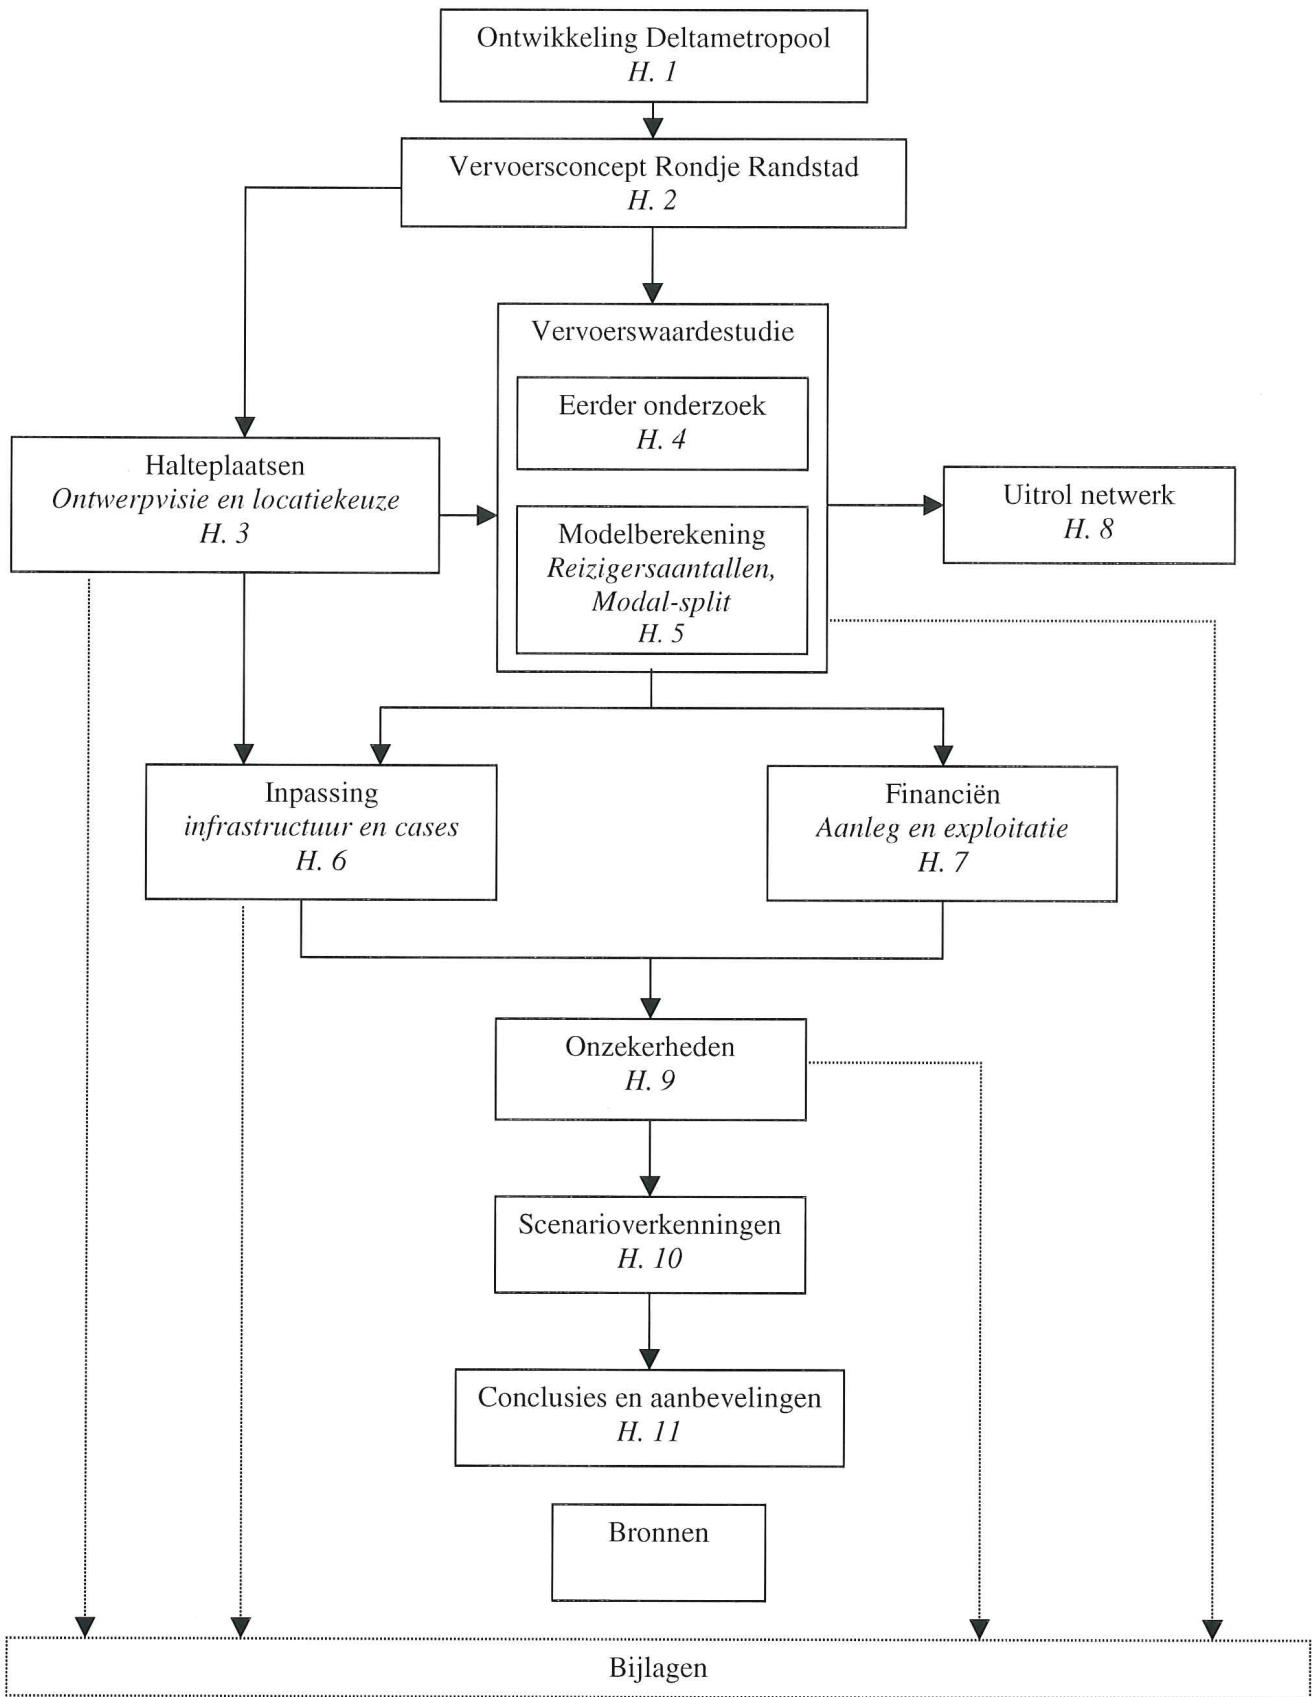 Ontwikkeling Deltametropool
H. 1
Vervoersconcept Rondje Randstad
H. 2
Vervoerswaardestudie
Eerder onderzoek
H. 4
Halteplaatsen
Ontwerpvisie en locatiekeuze
H. 3
Modelberekening
Reizigersaantallen,
Modal-split
H. 5
Uitrol netwerk
H. 8
Inpassing
infrastructuur en cases
H. 6
Financiën
Aanleg en exploitatie
H. 7
Onzekerheden
H. 9
Scenarioverkenningen
H. 10
Conclusies en aanbevelingen
H. 11
Bronnen
Bijlagen